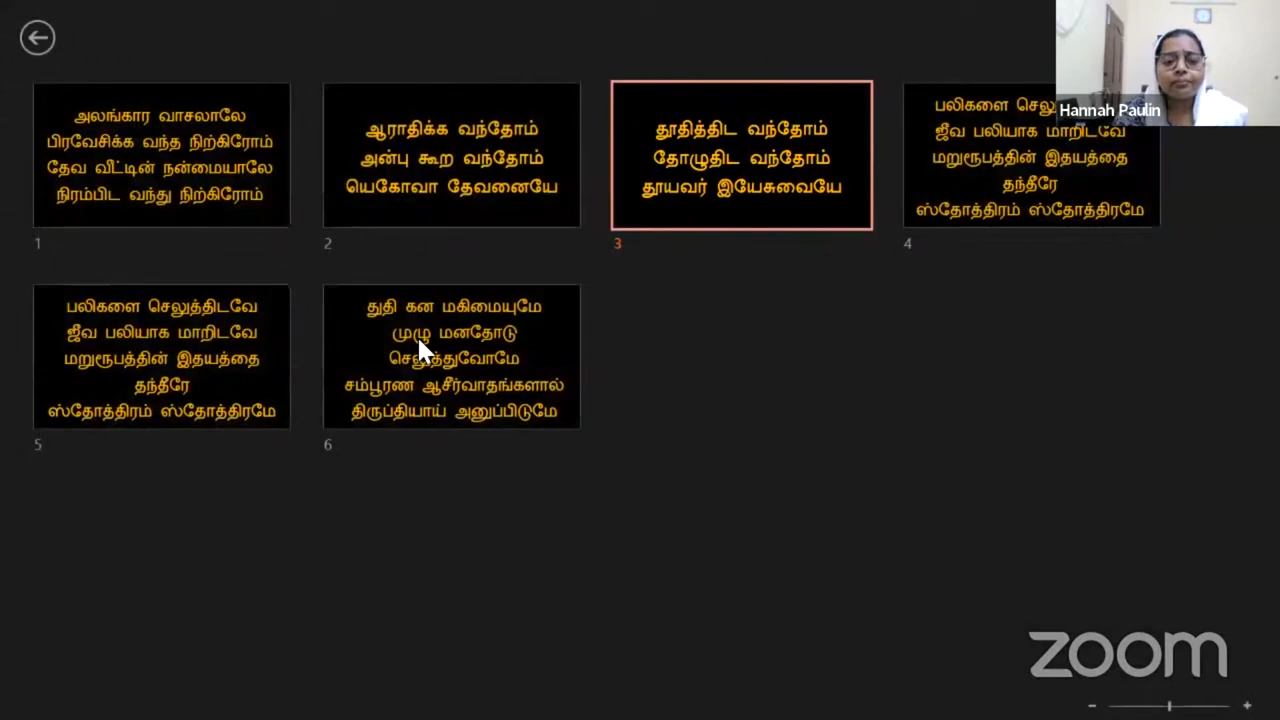 Hannah Paulin
அலங்கார வாசலாலே
பிரவேசிக்க வந்த நிற்கிரோம்
தேவ வீட்டின் நன்மையாலே
நிரம்பிட வந்து நிற்கிரோம்
1
ஆராதிக்க வந்தோம்
அன்பு கூற வந்தோம்
யெகோவா தேவனையே
2
தூதித்திட வந்தோம்
தோழுதிட வந்தோம்
தூயவர் இயேசுவையே
3
பலிகளை
ஜீவ பலியாக மாறிடவே
மறுரூபத்தின் இதயத்தை
தந்தீரே
ஸ்தோத்திரம் ஸ்தோத்திரமே
4
பலிகளை செலுத்திடவே
ஜீவ பலியாக மாறிடவே
மறுரூபத்தின் இதயத்தை
தந்தீரே
ஸ்தோத்திரம் ஸ்தோத்திரமே
5
துதி கன மகிமையுமே
முழு மனதோடு
செலுத்துவோமே
சம்பூரண ஆசீர்வாதங்களால்
திருப்தியாய் அனுப்பிடுமே
6
zoom